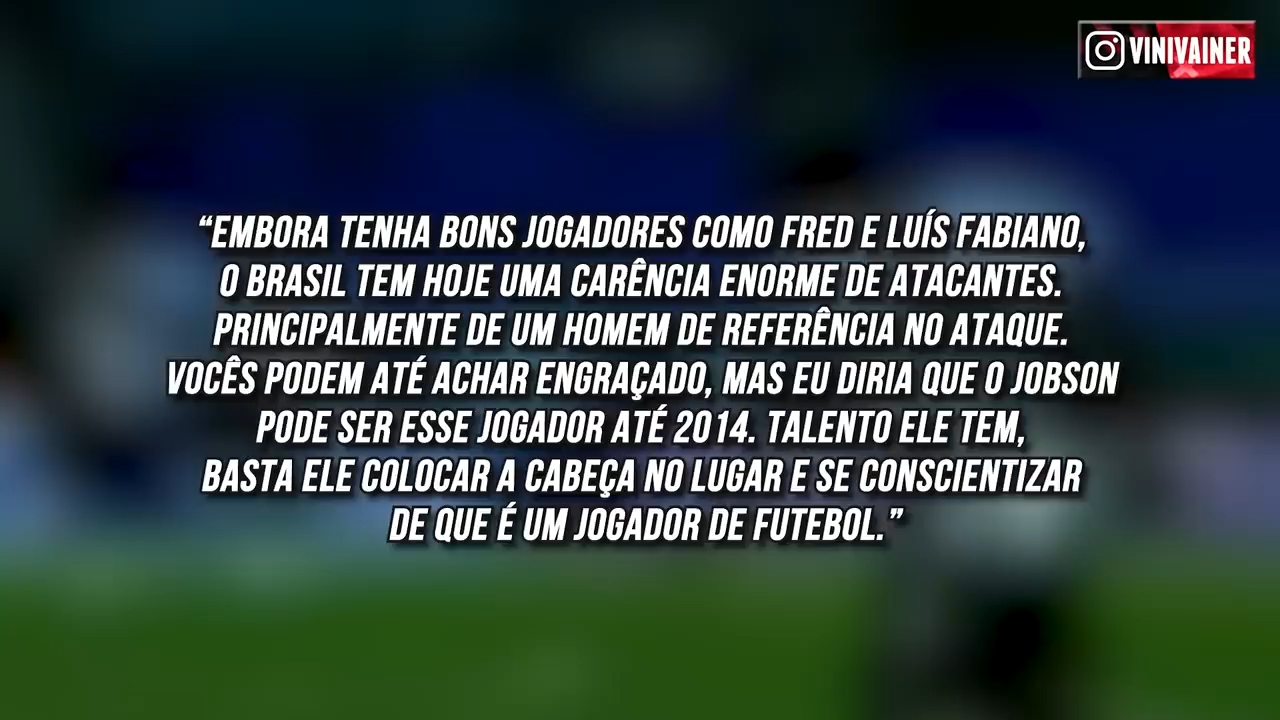 VINIVAINER
“EMBORA TENHA BONS JOGADORES COMO FRED E LUÍS FABIANO,
O BRASIL TEM HOJE UMA CARÊNCIA ENORME DE ATACANTES.
PRINCIPALMENTE DE UM HOMEM DE REFERÊNCIA NO ATAQUE.
VOCÊS PODEM ATÉ ACHAR ENGRAÇADO, MAS EU DIRIA QUE O JOBSON
PODE SER ESSE JOGADOR ATÉ 2014. TALENTO ELE TEM,
BASTA ELE COLOCAR A CABEÇA NO LUGAR E SE CONSCIENTIZAR
DE QUE É UM JOGADOR DE FUTEBOL.”